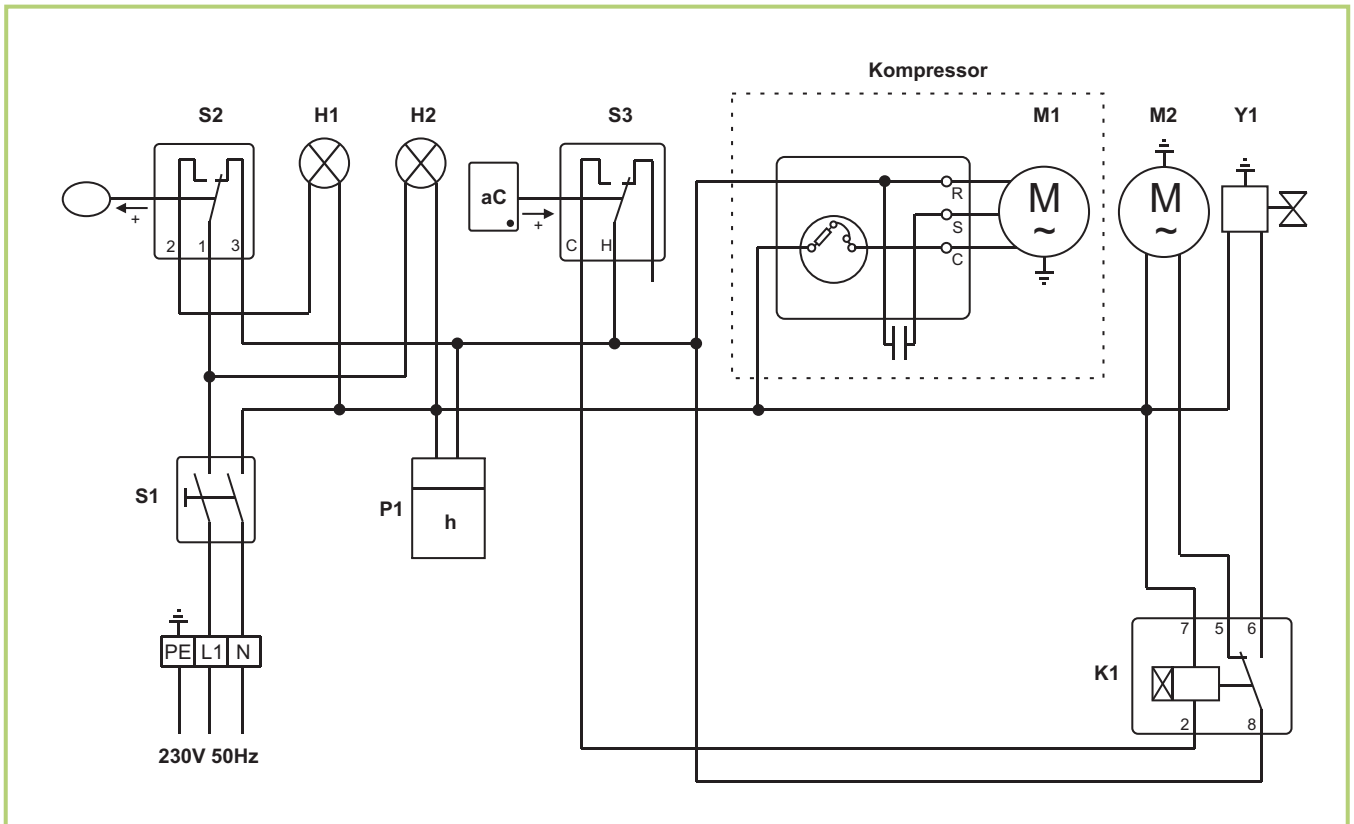 Kompressor
S2 H1 H2 S3 M1 M2 Y1
aC
M ~
M ~
+
+
R
S
C
2 1 3
C H
S1
P1
h
PE L1 N
230V 50Hz
7 5 6
K1
2 8